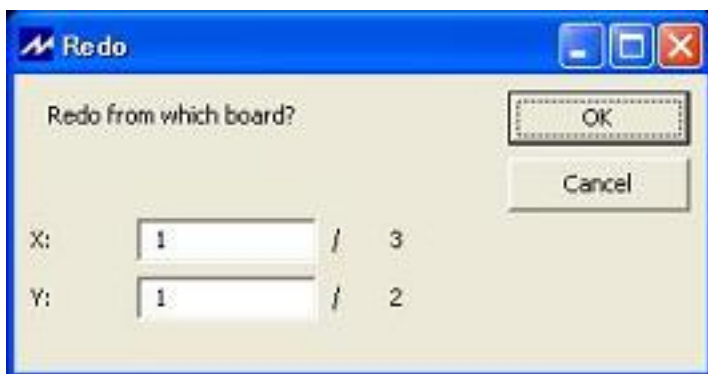 Redo
Redo from which board?
OK
Cancel
X: 1 / 3
Y: 1 / 2